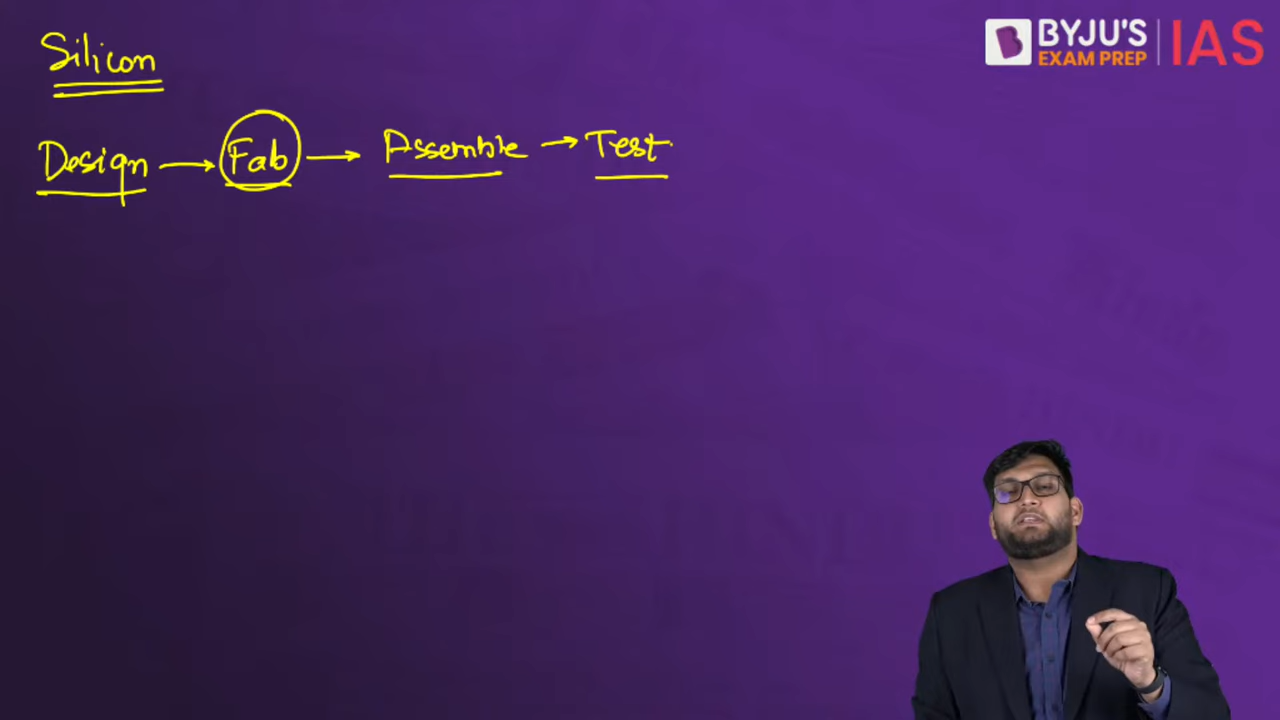 Silicon
BYJU'S
EXAM PREP
IAS
Design → Fab → Assemble → Test